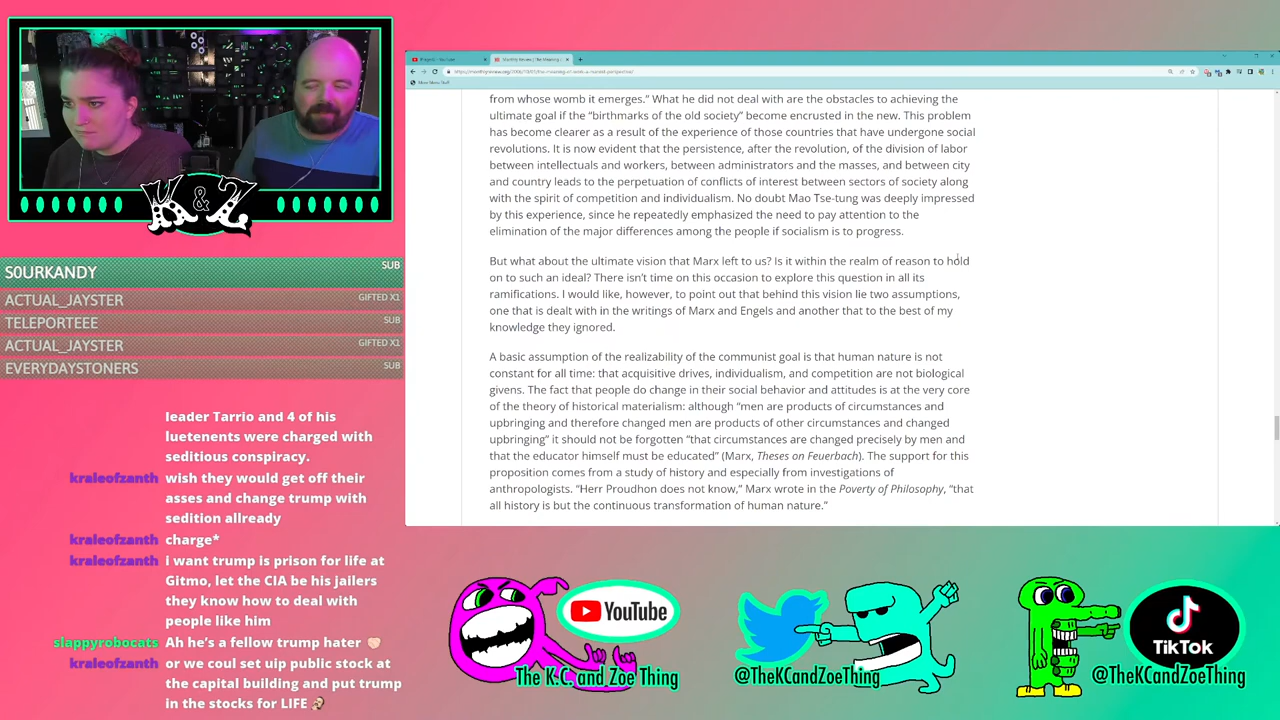 K & Z
S0URKANDY SUB
ACTUAL_JAYSTER GIFTED X1
TELEPORTEEE SUB
ACTUAL_JAYSTER GIFTED X1
EVERYDAYSTONERS SUB
leader Tarrio and 4 of his
luetenents were charged with
seditious conspiracy.
kraleofzanth wish they would get off their
asses and change trump with
sedition allready
kraleofzanth charge*
kraleofzanth I want trump is prison for life at
Gitmo, let the CIA be his jailers
they know how to deal with
people like him
slappyrobocats Ah he's a fellow trump hater
kraleofzanth or we coul set uip public stock at
the capital building and put trump
in the stocks for LIFE
from whose womb it emerges.” What he did not deal with are the obstacles to achieving the
ultimate goal if the “birthmarks of the old society” become encrusted in the new. This problem
has become clearer as a result of the experience of those countries that have undergone social
revolutions. It is now evident that the persistence, after the revolution, of the division of labor
between intellectuals and workers, between administrators and the masses, and between city
and country leads to the perpetuation of conflicts of interest between sectors of society along
with the spirit of competition and individualism. No doubt Mao Tse-tung was deeply impressed
by this experience, since he repeatedly emphasized the need to pay attention to the
elimination of the major differences among the people if socialism is to progress.
But what about the ultimate vision that Marx left to us? Is it within the realm of reason to hold
on to such an ideal? There isn’t time on this occasion to explore this question in all its
ramifications. I would like, however, to point out that behind this vision lie two assumptions,
one that is dealt with in the writings of Marx and Engels and another that to the best of my
knowledge they ignored.
A basic assumption of the realizability of the communist goal is that human nature is not
constant for all time: that acquisitive drives, individualism, and competition are not biological
givens. The fact that people do change in their social behavior and attitudes is at the very core
of the theory of historical materialism: although “men are products of circumstances and
upbringing and therefore changed men are products of other circumstances and changed
upbringing” it should not be forgotten “that circumstances are changed precisely by men and
that the educator himself must be educated” (Marx, Theses on Feuerbach). The support for this
proposition comes from a study of history and especially from investigations of
anthropologists. “Herr Proudhon does not know,” Marx wrote in the Poverty of Philosophy, “that
all history is but the continuous transformation of human nature.”
YouTube
The K.C. and Zoe Thing
@TheKCandZoeThing
TikTok
@TheKCandZoeThing